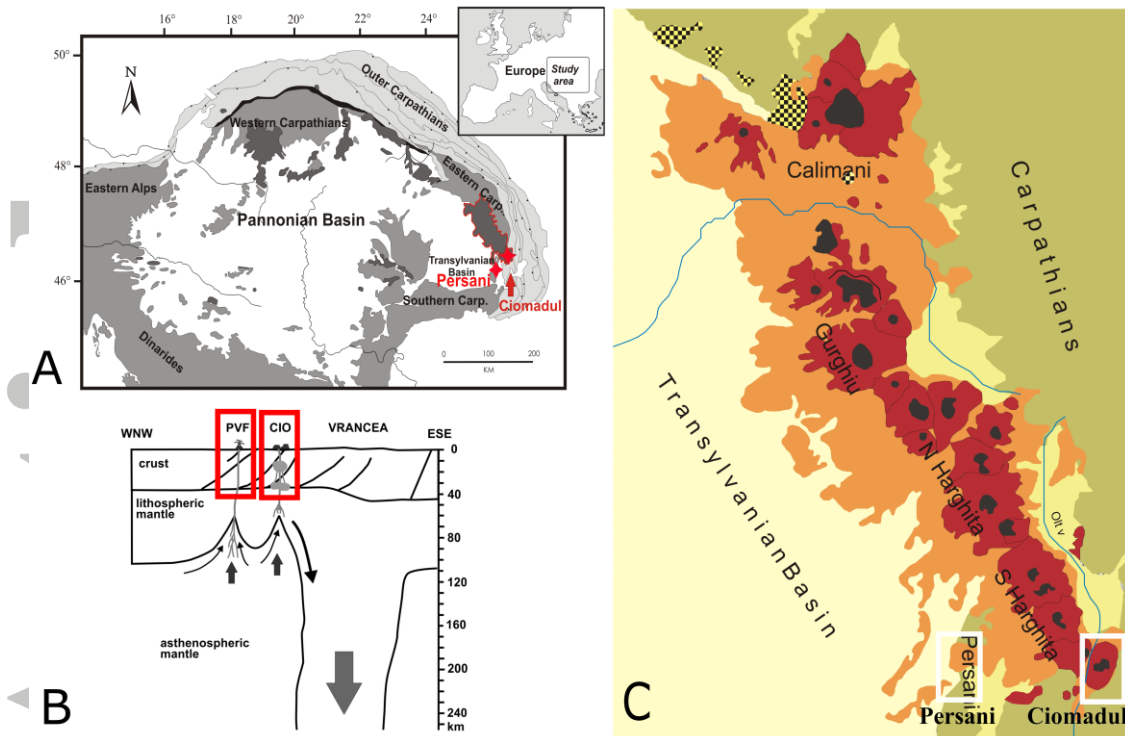 16°
18°
20°
22°
24°
50°
48°
46°
N
Europe
Study
area
Outer Carpathians
Western Carpathians
Eastern Carp.
Eastern Alps
Pannonian Basin
Transylvanian
Basin
Persani
Ciomadul
Southern Carp.
Dinarides
0
100
200
KM
A
WNW
PVF
CIO
VRANCEA
ESE
crust
lithospheric
mantle
asthenospheric
mantle
0
40
80
120
160
200
240
km
B
Calimani
Carpathians
Gurghiu
N Harghita
Olt v
S Harghita
Transylvanian Basin
Persani
Persani
Ciomadul
C